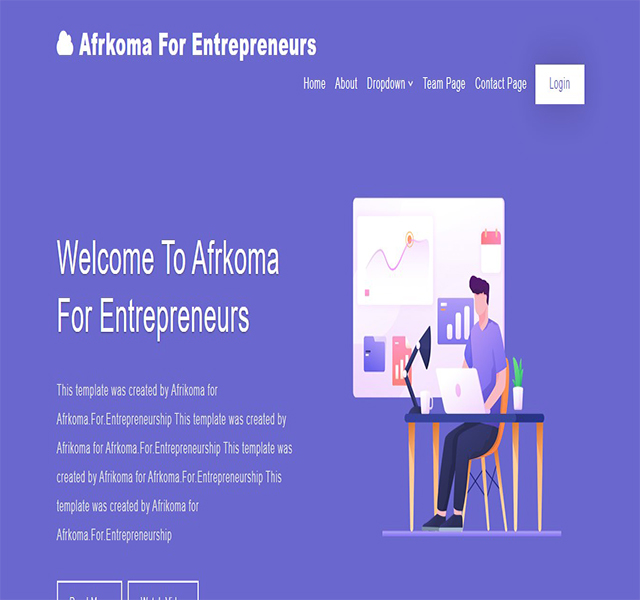 Afrkoma For Entrepreneurs
Home About Dropdown Team Page Contact Page Login
Welcome To Afrkoma
For Entrepreneurs
This template was created by Afrikoma for
Afrkoma.For.Entrepreneurship This template was created by
Afrikoma for Afrkoma.For.Entrepreneurship This template was
created by Afrikoma for Afrkoma.For.Entrepreneurship This
template was created by Afrikoma for
Afrkoma.For.Entrepreneurship